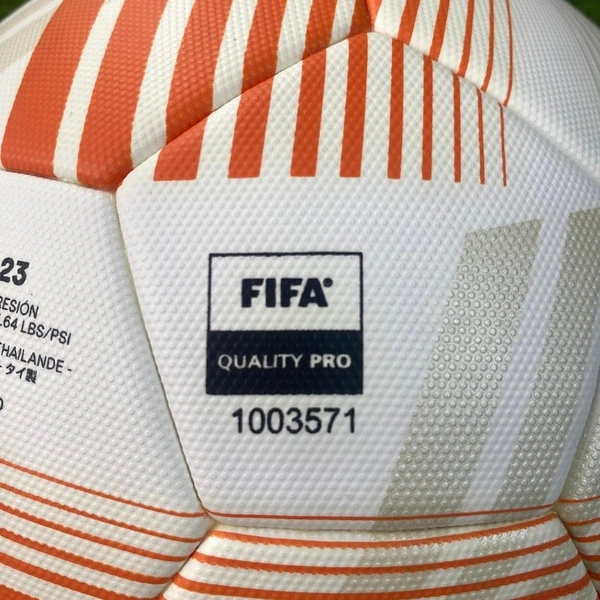 23
RESIÓN
.64 LBS/PSI
THAILANDE -
- タイ製
FIFA®
QUALITY PRO
1003571